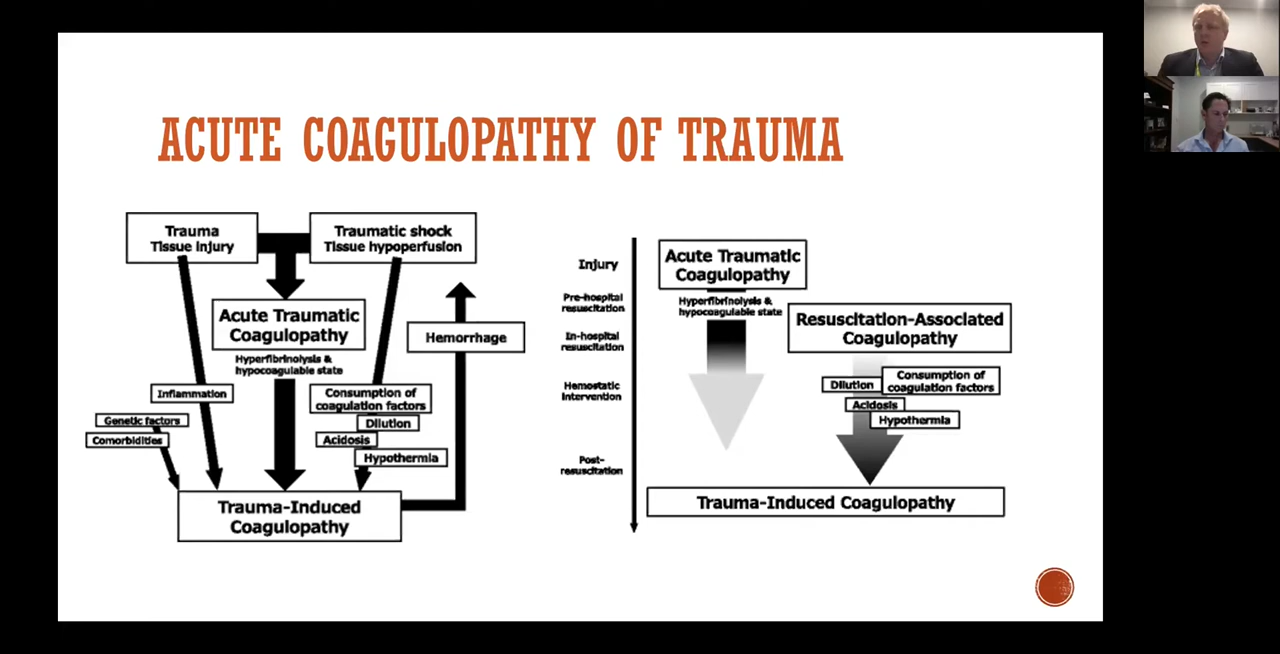 ACUTE COAGULOPATHY OF TRAUMA
Trauma
Tissue injury
Traumatic shock
Tissue hypoperfusion
Acute Traumatic
Coagulopathy
Hyperfibrinolysis &
hypocoagulable state
Hemorrhage
Inflammation
Genetic factors
Comorbidities
Consumption of
coagulation factors
Dilution
Acidosis
Hypothermia
Trauma-Induced
Coagulopathy
Injury
Pre-hospital
resuscitation
In-hospital
resuscitation
Hemostatic
intervention
Post-
resuscitation
Acute Traumatic
Coagulopathy
Hyperfibrinolysis &
hypocoagulable state
Resuscitation-Associated
Coagulopathy
Dilution
Consumption of
coagulation factors
Acidosis
Hypothermia
Trauma-Induced Coagulopathy